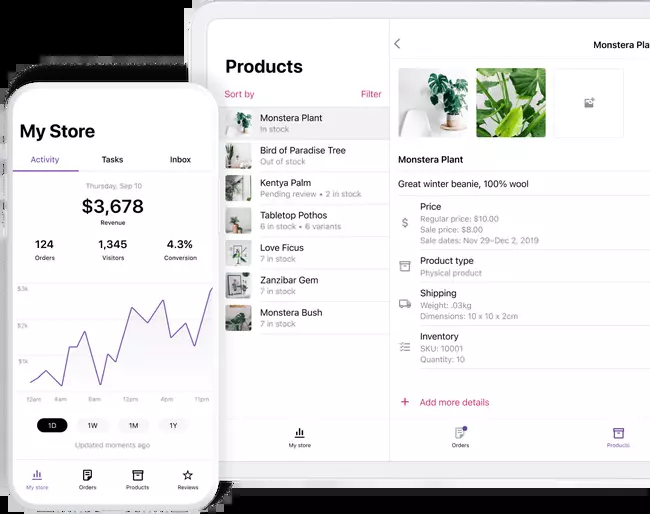 My Store
Activity Tasks Inbox
Thursday, Sep 10
$3,678
Revenue
124 1,345 4.3%
Orders Visitors Conversion
$3k
$2k
$1k
12am 4am 8am 12pm 4pm 11pm
1D 1W 1M 1Y
Updated moments ago
My store Orders Products Reviews
Products
Sort by Filter
Monstera Plant
In stock
Bird of Paradise Tree
Out of stock
Kentya Palm
Pending review • 2 in stock
Tabletop Pothos
6 in stock • 6 variants
Love Ficus
7 in stock
Zanzibar Gem
7 in stock
Monstera Bush
7 in stock
My store
Monstera Plan
Monstera Plant
Great winter beanie, 100% wool
Price
Regular price: $10.00
Sale price: $8.00
Sale dates: Nov 29–Dec 2, 2019
Product type
Physical product
Shipping
Weight: .03kg
Dimensions: 10 x 10 x 2cm
Inventory
SKU: 10001
Quantity: 10
+ Add more details
Orders Products